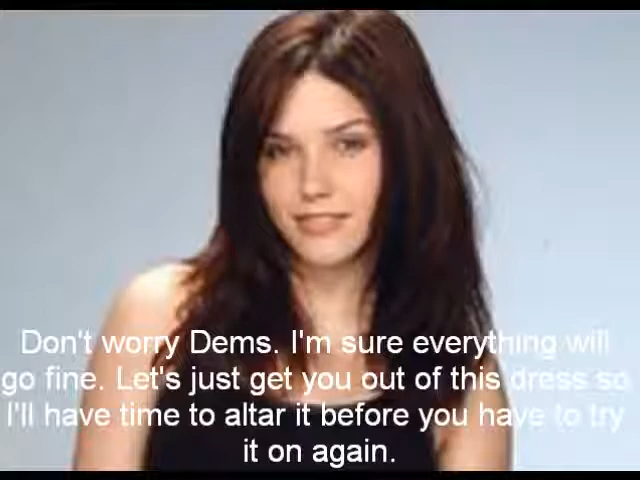 Don't worry Dems. I'm sure everything will
go fine. Let's just get you out of this dress so
I'll have time to altar it before you have to try
it on again.